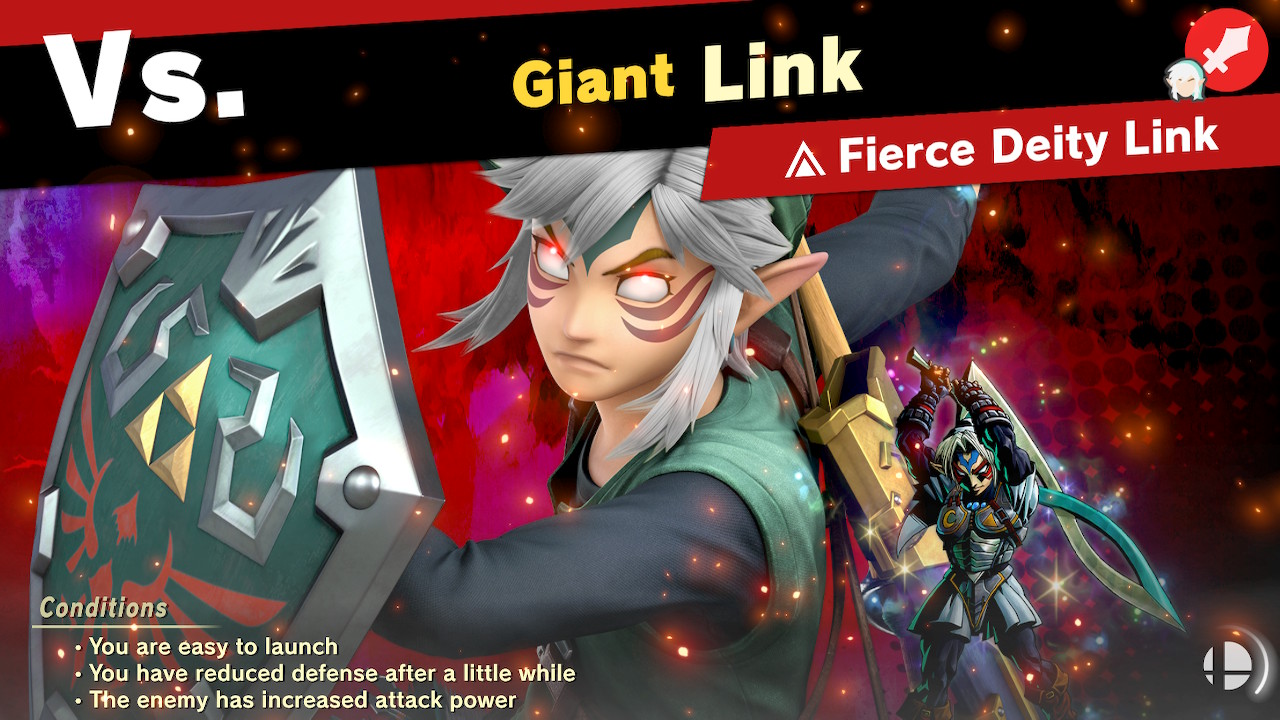 Vs.
Giant Link
Fierce Deity Link
Conditions
• You are easy to launch
• You have reduced defense after a little while
• The enemy has increased attack power